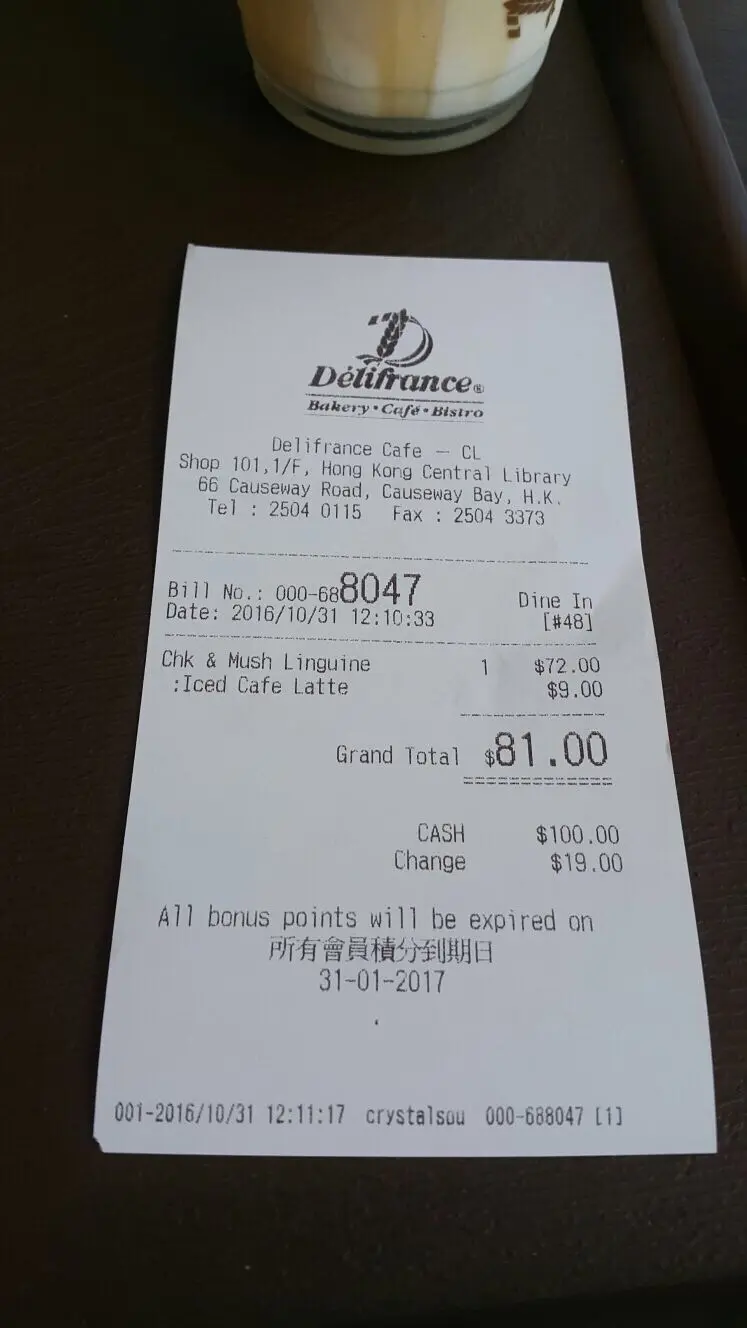 Délifrance®
Bakery • Café • Bistro
Delifrance Cafe - CL
Shop 101,1/F, Hong Kong Central Library
66 Causeway Road, Causeway Bay, H.K.
Tel : 2504 0115 Fax : 2504 3373
Bill No.: 000-688047 Dine In
Date: 2016/10/31 12:10:33 [#48]
Chk & Mush Linguine 1 $72.00
:Iced Cafe Latte $9.00
Grand Total $81.00
CASH $100.00
Change $19.00
All bonus points will be expired on
所有會員積分到期日
31-01-2017
.
001-2016/10/31 12:11:17 crystalsou 000-688047 [1]